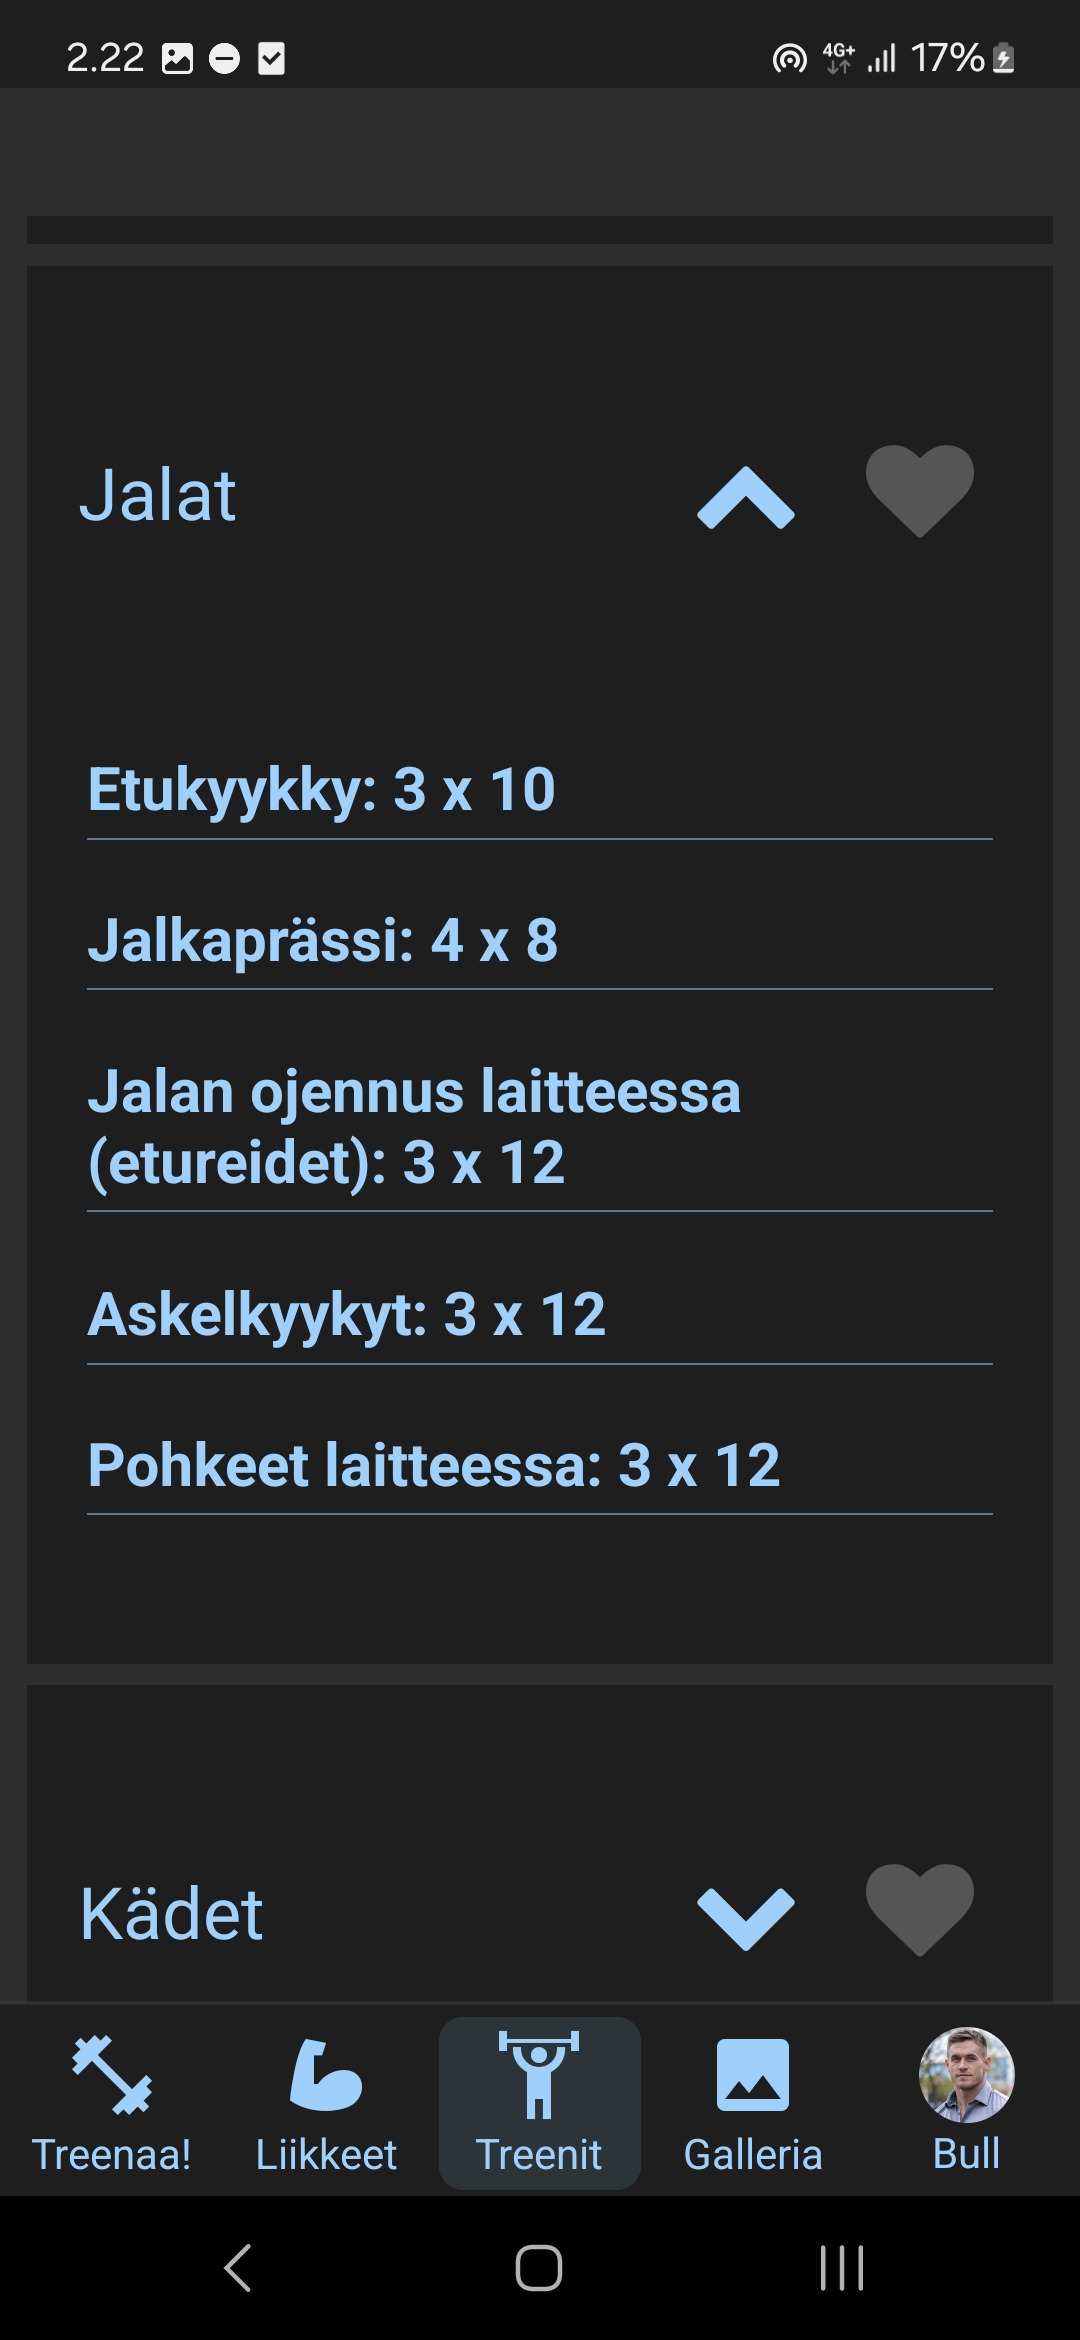 2.22 4G+ 17%
Jalat
Etukyykky: 3 x 10
Jalkaprässi: 4 x 8
Jalan ojennus laitteessa
(etureidet): 3 x 12
Askelkyykyt: 3 x 12
Pohkeet laitteessa: 3 x 12
Kädet
Treenaa! Liikkeet Treenit Galleria Bull